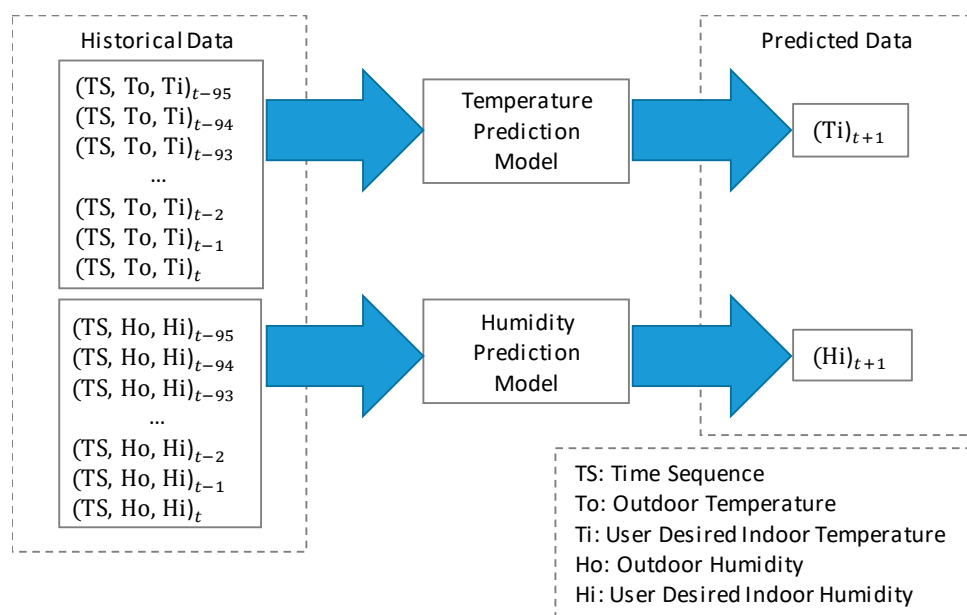 Historical Data
(TS, To, Ti)t−95
(TS, To, Ti)t−94
(TS, To, Ti)t−93
...
(TS, To, Ti)t−2
(TS, To, Ti)t−1
(TS, To, Ti)t
(TS, Ho, Hi)t−95
(TS, Ho, Hi)t−94
(TS, Ho, Hi)t−93
...
(TS, Ho, Hi)t−2
(TS, Ho, Hi)t−1
(TS, Ho, Hi)t
Temperature
Prediction
Model
Humidity
Prediction
Model
Predicted Data
(Ti)t+1
(Hi)t+1
TS: Time Sequence
To: Outdoor Temperature
Ti: User Desired Indoor Temperature
Ho: Outdoor Humidity
Hi: User Desired Indoor Humidity